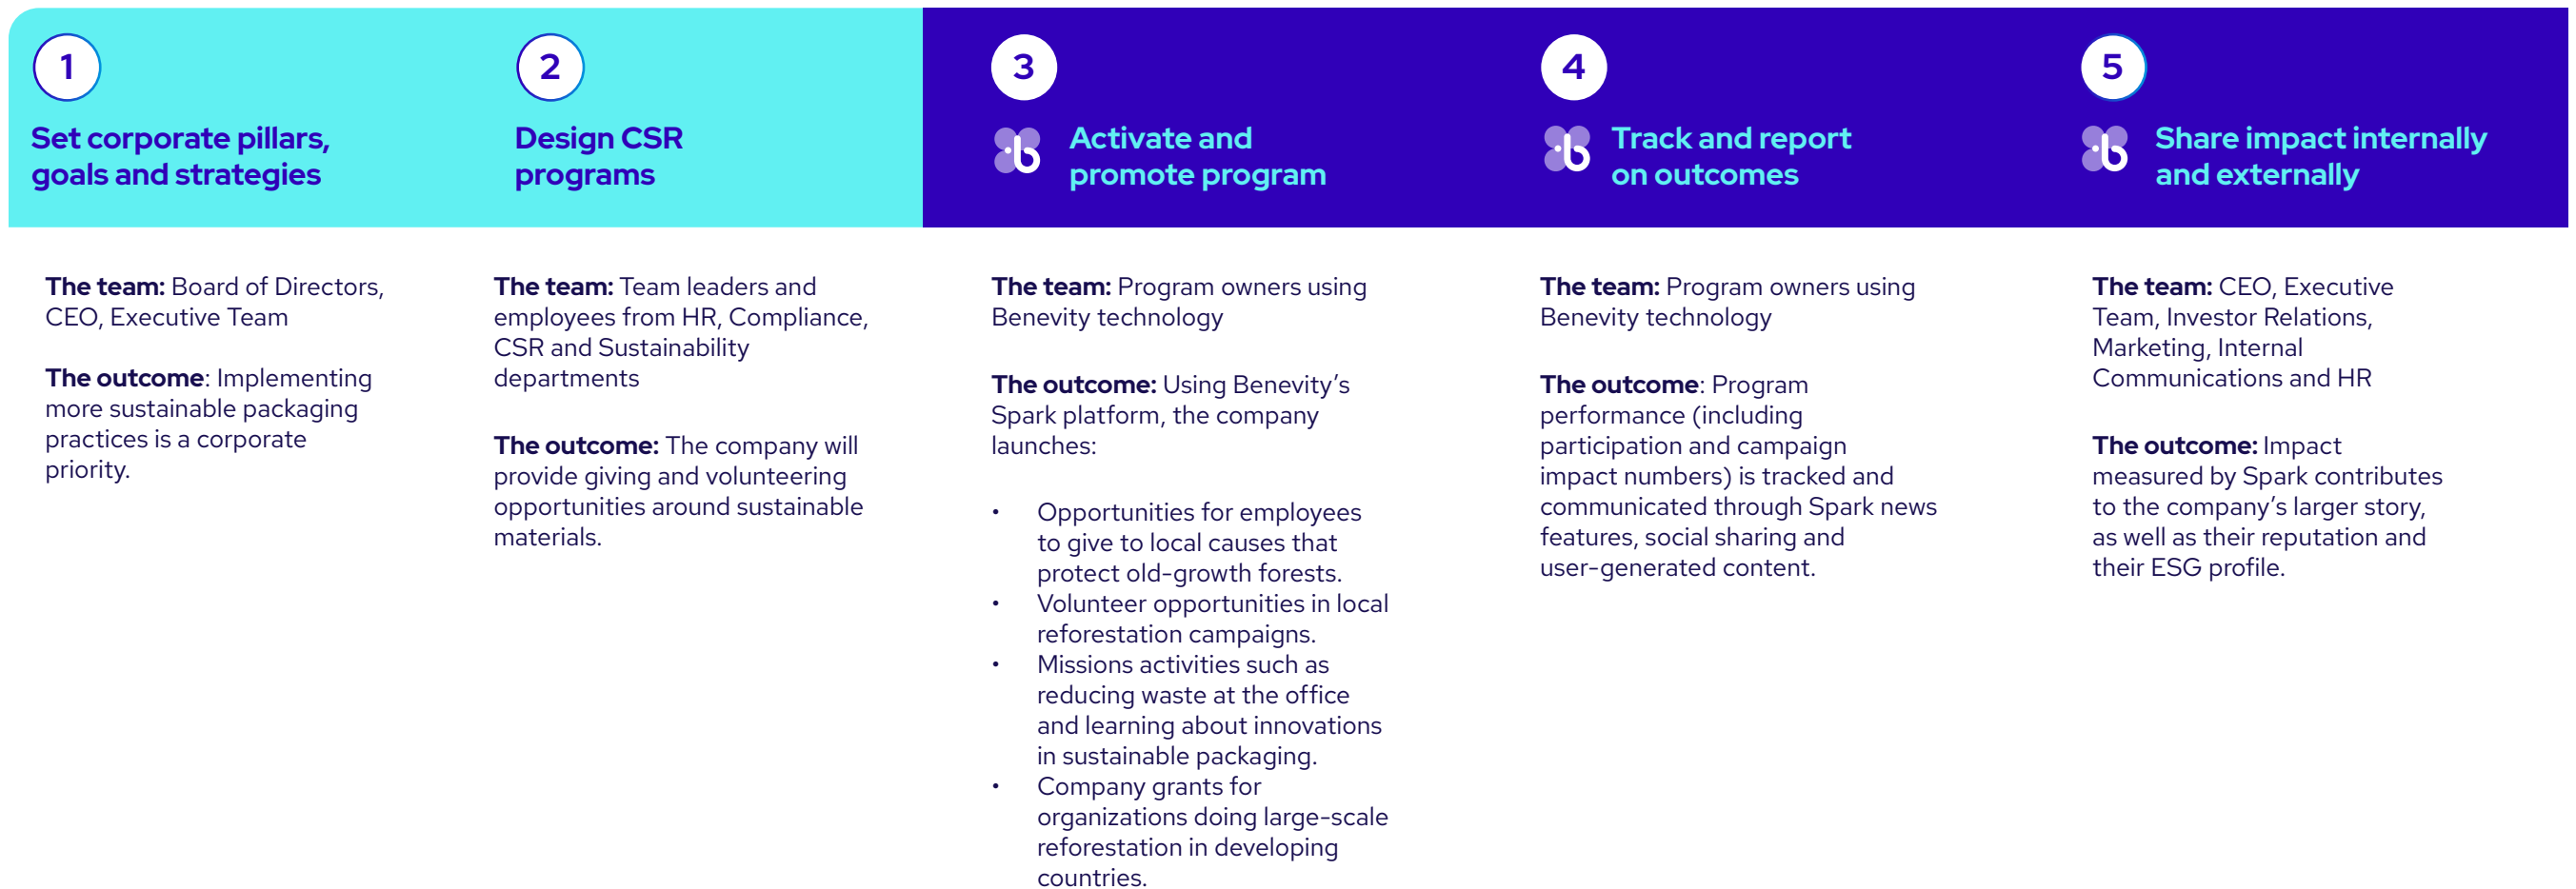 1
Set corporate pillars,
goals and strategies
The team: Board of Directors,
CEO, Executive Team
The outcome: Implementing
more sustainable packaging
practices is a corporate
priority.
2
Design CSR
programs
The team: Team leaders and
employees from HR, Compliance,
CSR and Sustainability
departments
The outcome: The company will
provide giving and volunteering
opportunities around sustainable
materials.
3
b
Activate and
promote program
The team: Program owners using
Benevity technology
The outcome: Using Benevity’s
Spark platform, the company
launches:
• Opportunities for employees
to give to local causes that
protect old-growth forests.
• Volunteer opportunities in local
reforestation campaigns.
• Missions activities such as
reducing waste at the office
and learning about innovations
in sustainable packaging.
• Company grants for
organizations doing large-scale
reforestation in developing
countries.
4
b
Track and report
on outcomes
The team: Program owners using
Benevity technology
The outcome: Program
performance (including
participation and campaign
impact numbers) is tracked and
communicated through Spark news
features, social sharing and
user-generated content.
5
b
Share impact internally
and externally
The team: CEO, Executive
Team, Investor Relations,
Marketing, Internal
Communications and HR
The outcome: Impact
measured by Spark contributes
to the company’s larger story,
as well as their reputation and
their ESG profile.